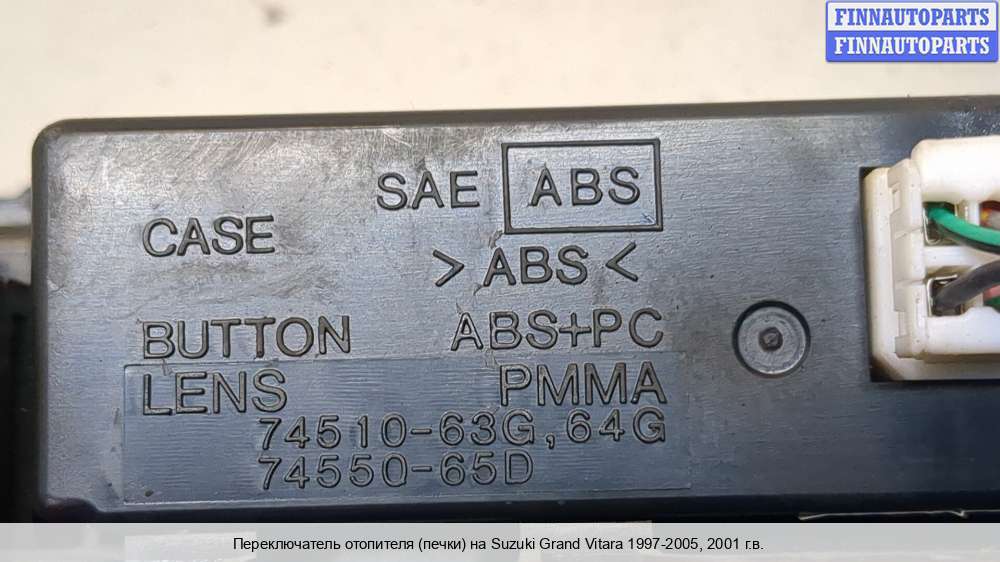 FINNAUTOPARTS
FINNAUTOPARTS
SAE ABS
CASE
> ABS <
BUTTON ABS+PC
LENS PMMA
74510-63G, 64G
74550-65D
Переключатель отопителя (печки) на Suzuki Grand Vitara 1997-2005, 2001 г.в.